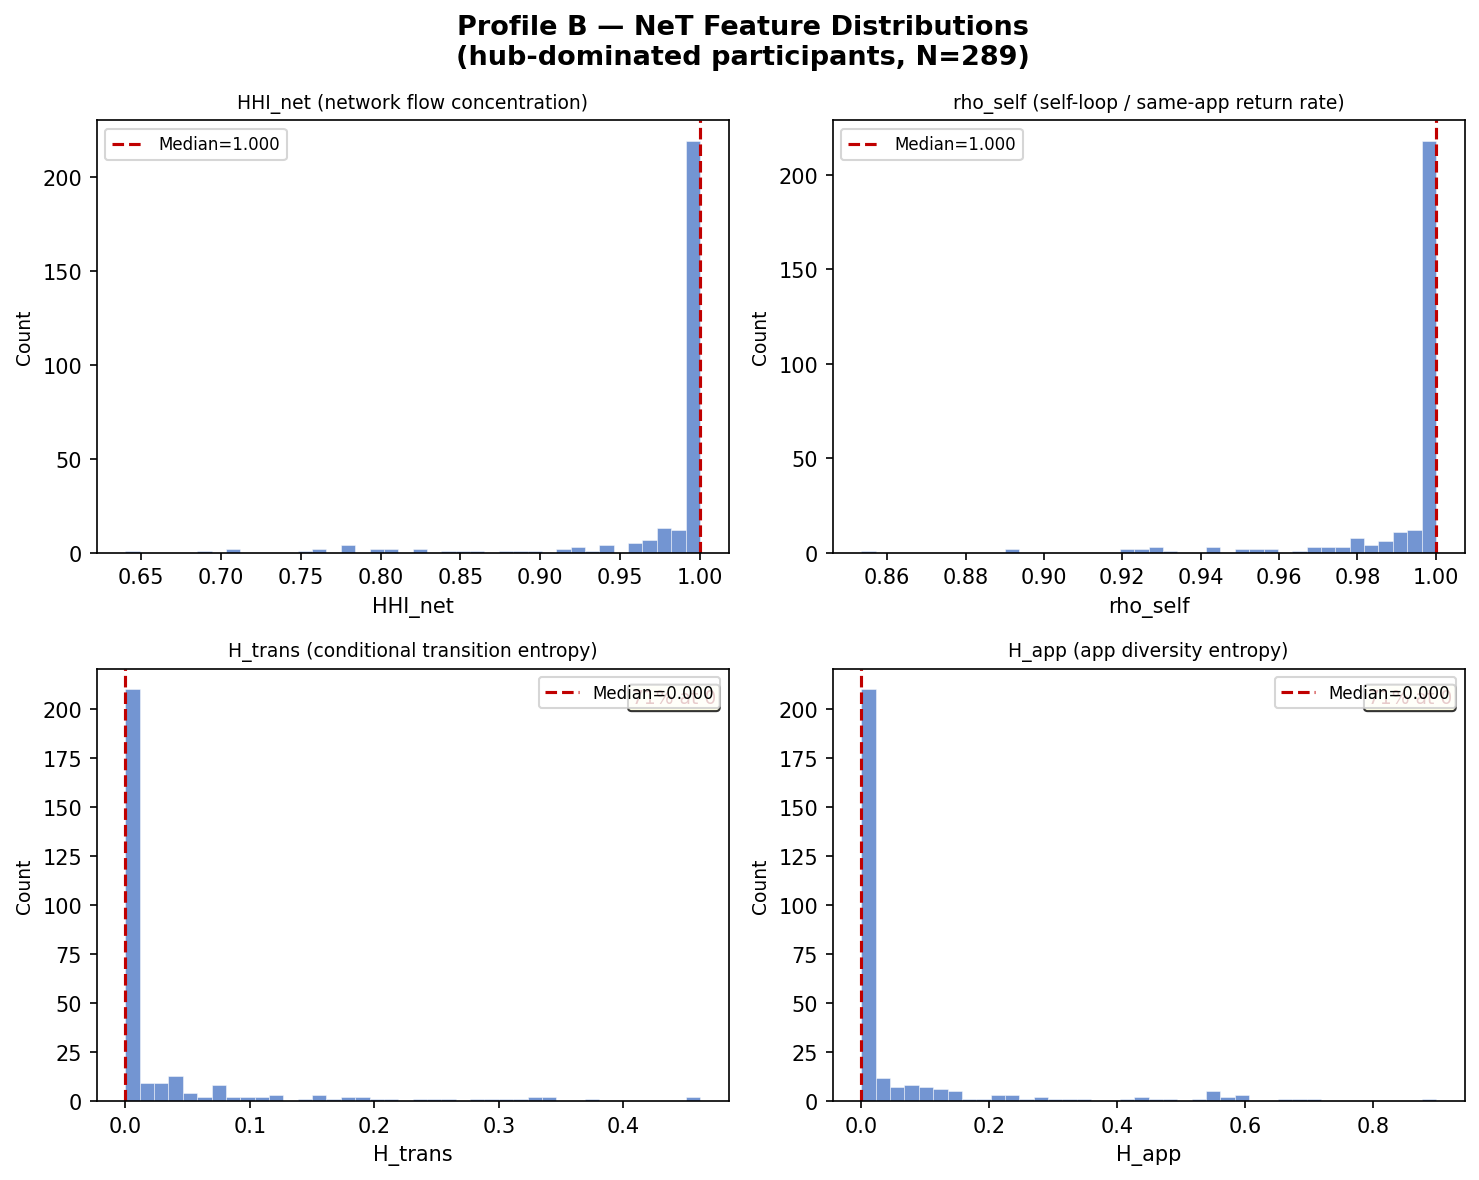 Profile B — NeT Feature Distributions
(hub-dominated participants, N=289)
HHI_net (network flow concentration)
Median=1.000
Count
200
150
100
50
0
0.65 0.70 0.75 0.80 0.85 0.90 0.95 1.00
HHI_net
rho_self (self-loop / same-app return rate)
Median=1.000
Count
200
150
100
50
0
0.86 0.88 0.90 0.92 0.94 0.96 0.98 1.00
rho_self
H_trans (conditional transition entropy)
Median=0.000
71% at 0
Count
200
175
150
125
100
75
50
25
0
0.0 0.1 0.2 0.3 0.4
H_trans
H_app (app diversity entropy)
Median=0.000
71% at 0
Count
200
175
150
125
100
75
50
25
0
0.0 0.2 0.4 0.6 0.8
H_app